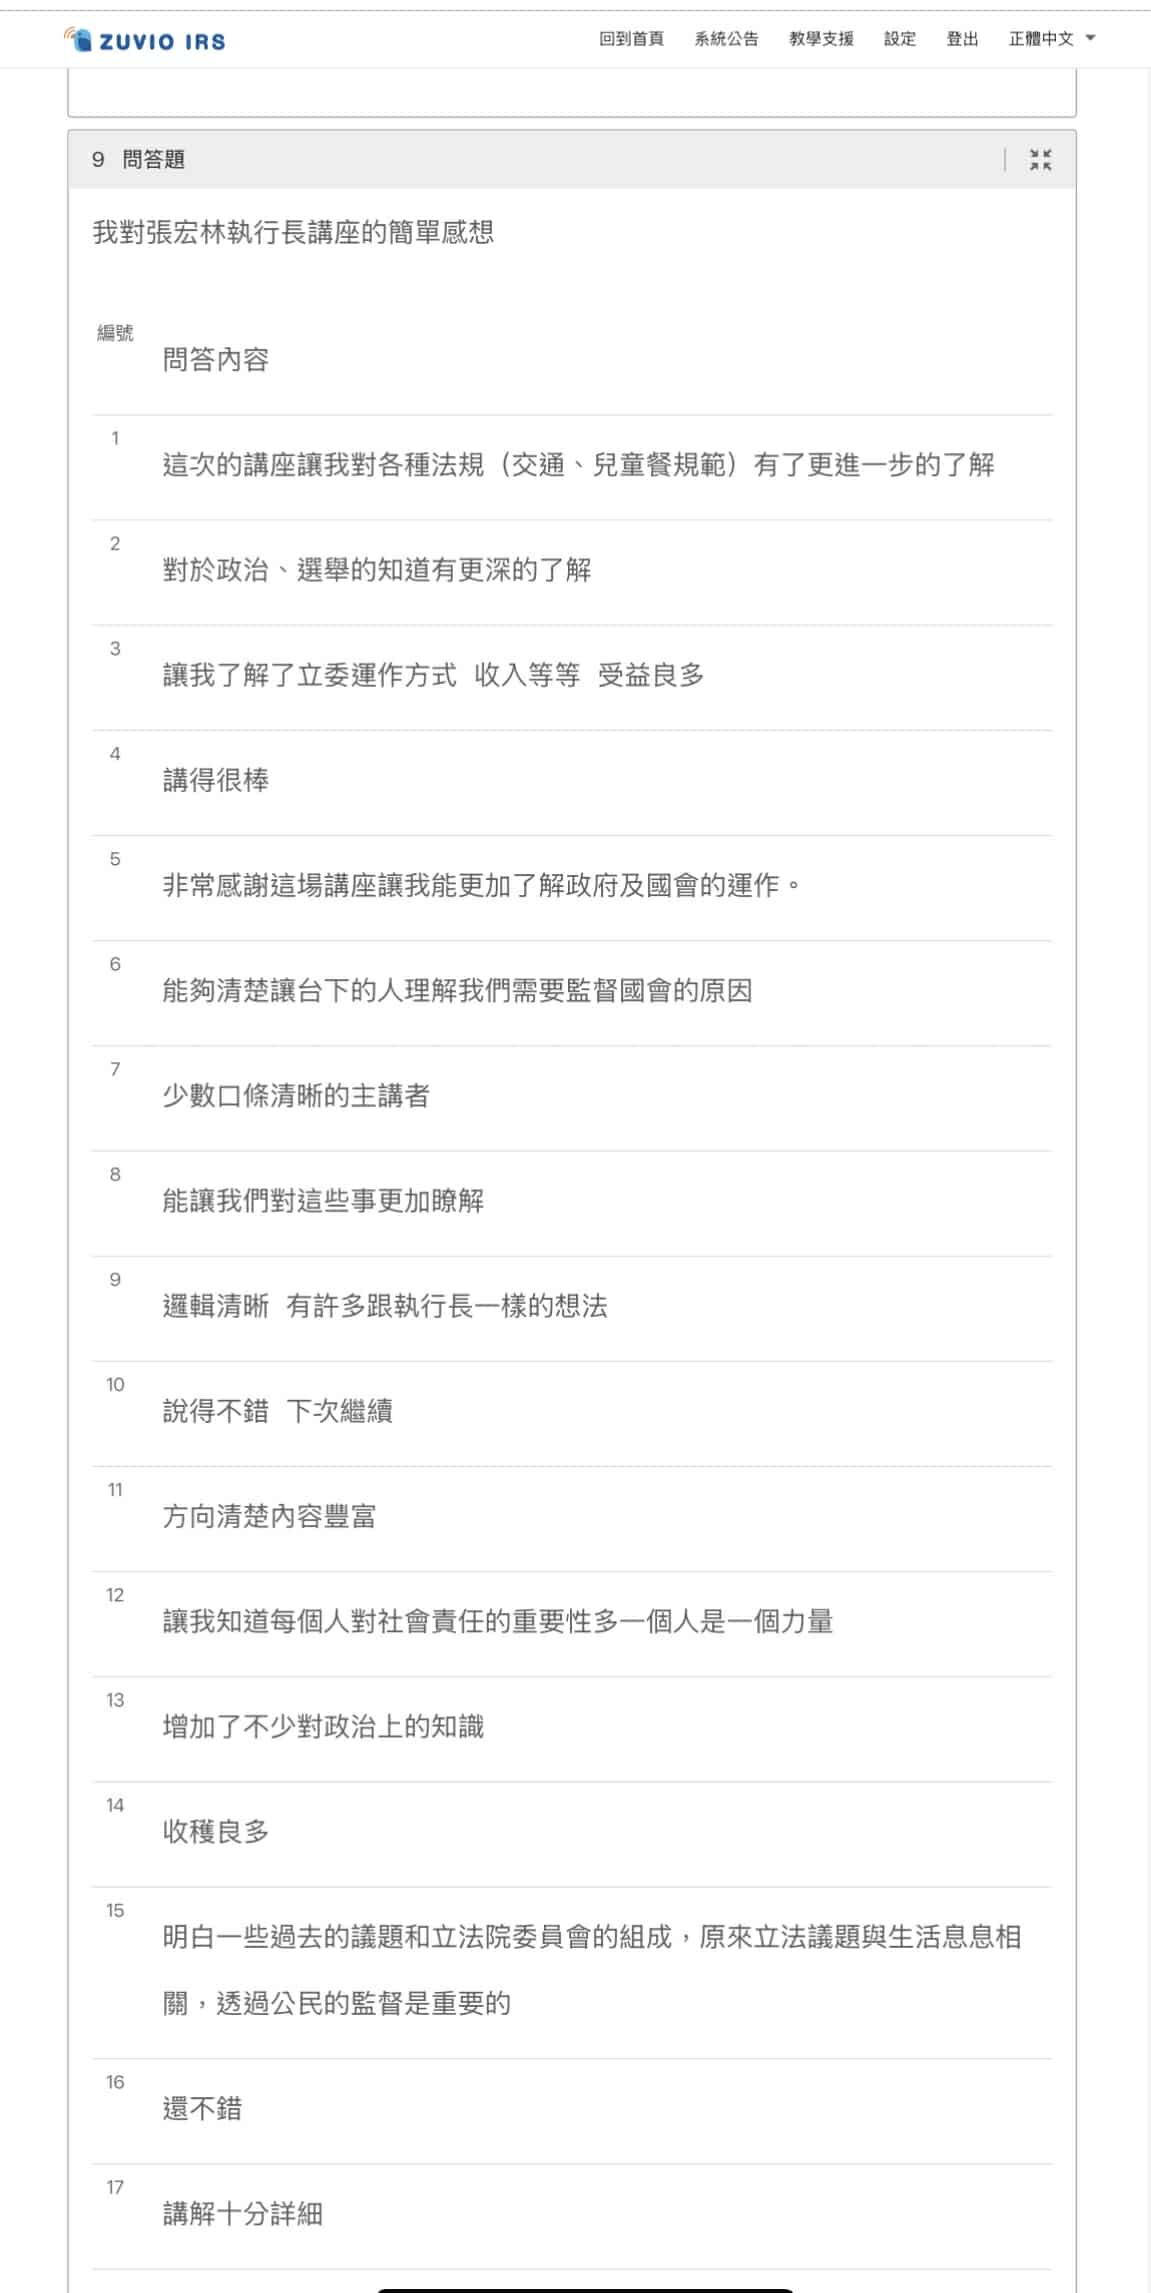 ZUVIO IRS
回到首頁 系統公告 教學支援 設定 登出 正體中文
9 問答題
我對張宏林執行長講座的簡單感想
編號
問答內容
1
這次的講座讓我對各種法規（交通、兒童餐規範）有了更進一步的了解
2
對於政治、選舉的知道有更深的了解
3
讓我了解了立委運作方式 收入等等 受益良多
4
講得很棒
5
非常感謝這場講座讓我能更加了解政府及國會的運作。
6
能夠清楚讓台下的人理解我們需要監督國會的原因
7
少數口條清晰的主講者
8
能讓我們對這些事更加瞭解
9
邏輯清晰 有許多跟執行長一樣的想法
10
說得不錯 下次繼續
11
方向清楚內容豐富
12
讓我知道每個人對社會責任的重要性多一個人是一個力量
13
增加了不少對政治上的知識
14
收穫良多
15
明白一些過去的議題和立法院委員會的組成，原來立法議題與生活息息相
關，透過公民的監督是重要的
16
還不錯
17
講解十分詳細